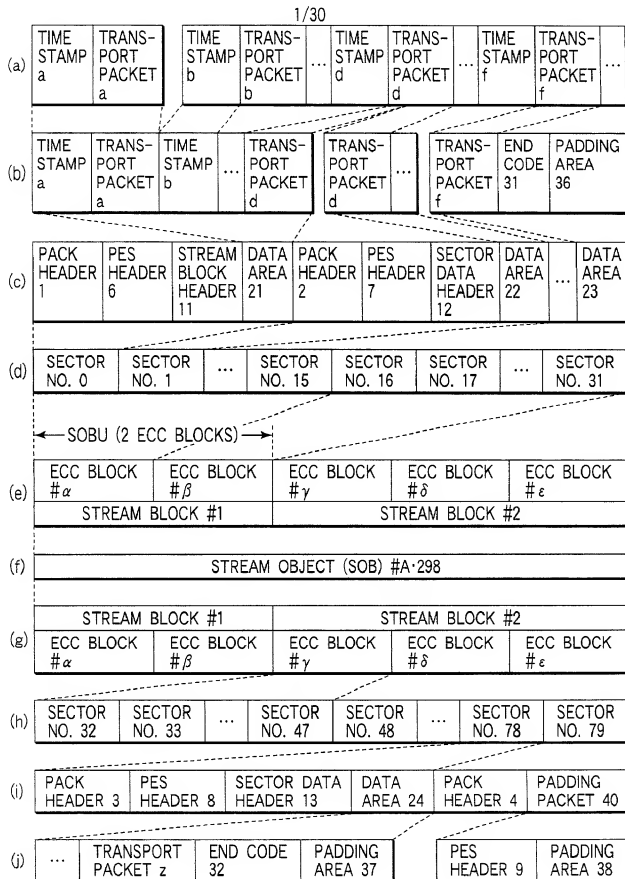 1/30
(a) TIME STAMP a TRANS- PORT PACKET a TIME STAMP b TRANS- PORT PACKET b ... TIME STAMP d TRANS- PORT PACKET d ... TIME STAMP f TRANS- PORT PACKET f ...
(b) TIME STAMP a TRANS- PORT PACKET a TIME STAMP b ... TRANS- PORT PACKET d TRANS- PORT PACKET d ... TRANS- PORT PACKET f END CODE 31 PADDING AREA 36
(c) PACK HEADER 1 PES HEADER 6 STREAM BLOCK HEADER 11 DATA AREA 21 PACK HEADER 2 PES HEADER 7 SECTOR DATA HEADER 12 DATA AREA 22 ... DATA AREA 23
(d) SECTOR NO. 0 SECTOR NO. 1 ... SECTOR NO. 15 SECTOR NO. 16 SECTOR NO. 17 ... SECTOR NO. 31
SOBU (2 ECC BLOCKS)
(e) ECC BLOCK #α ECC BLOCK #β ECC BLOCK #γ ECC BLOCK #δ ECC BLOCK #ε
STREAM BLOCK #1 STREAM BLOCK #2
(f) STREAM OBJECT (SOB) #A·298
STREAM BLOCK #1 STREAM BLOCK #2
(g) ECC BLOCK #α ECC BLOCK #β ECC BLOCK #γ ECC BLOCK #δ ECC BLOCK #ε
(h) SECTOR NO. 32 SECTOR NO. 33 ... SECTOR NO. 47 SECTOR NO. 48 ... SECTOR NO. 78 SECTOR NO. 79
(i) PACK HEADER 3 PES HEADER 8 SECTOR DATA HEADER 13 DATA AREA 24 PACK HEADER 4 PADDING PACKET 40
(j) ... TRANSPORT PACKET z END CODE 32 PADDING AREA 37 PES HEADER 9 PADDING AREA 38